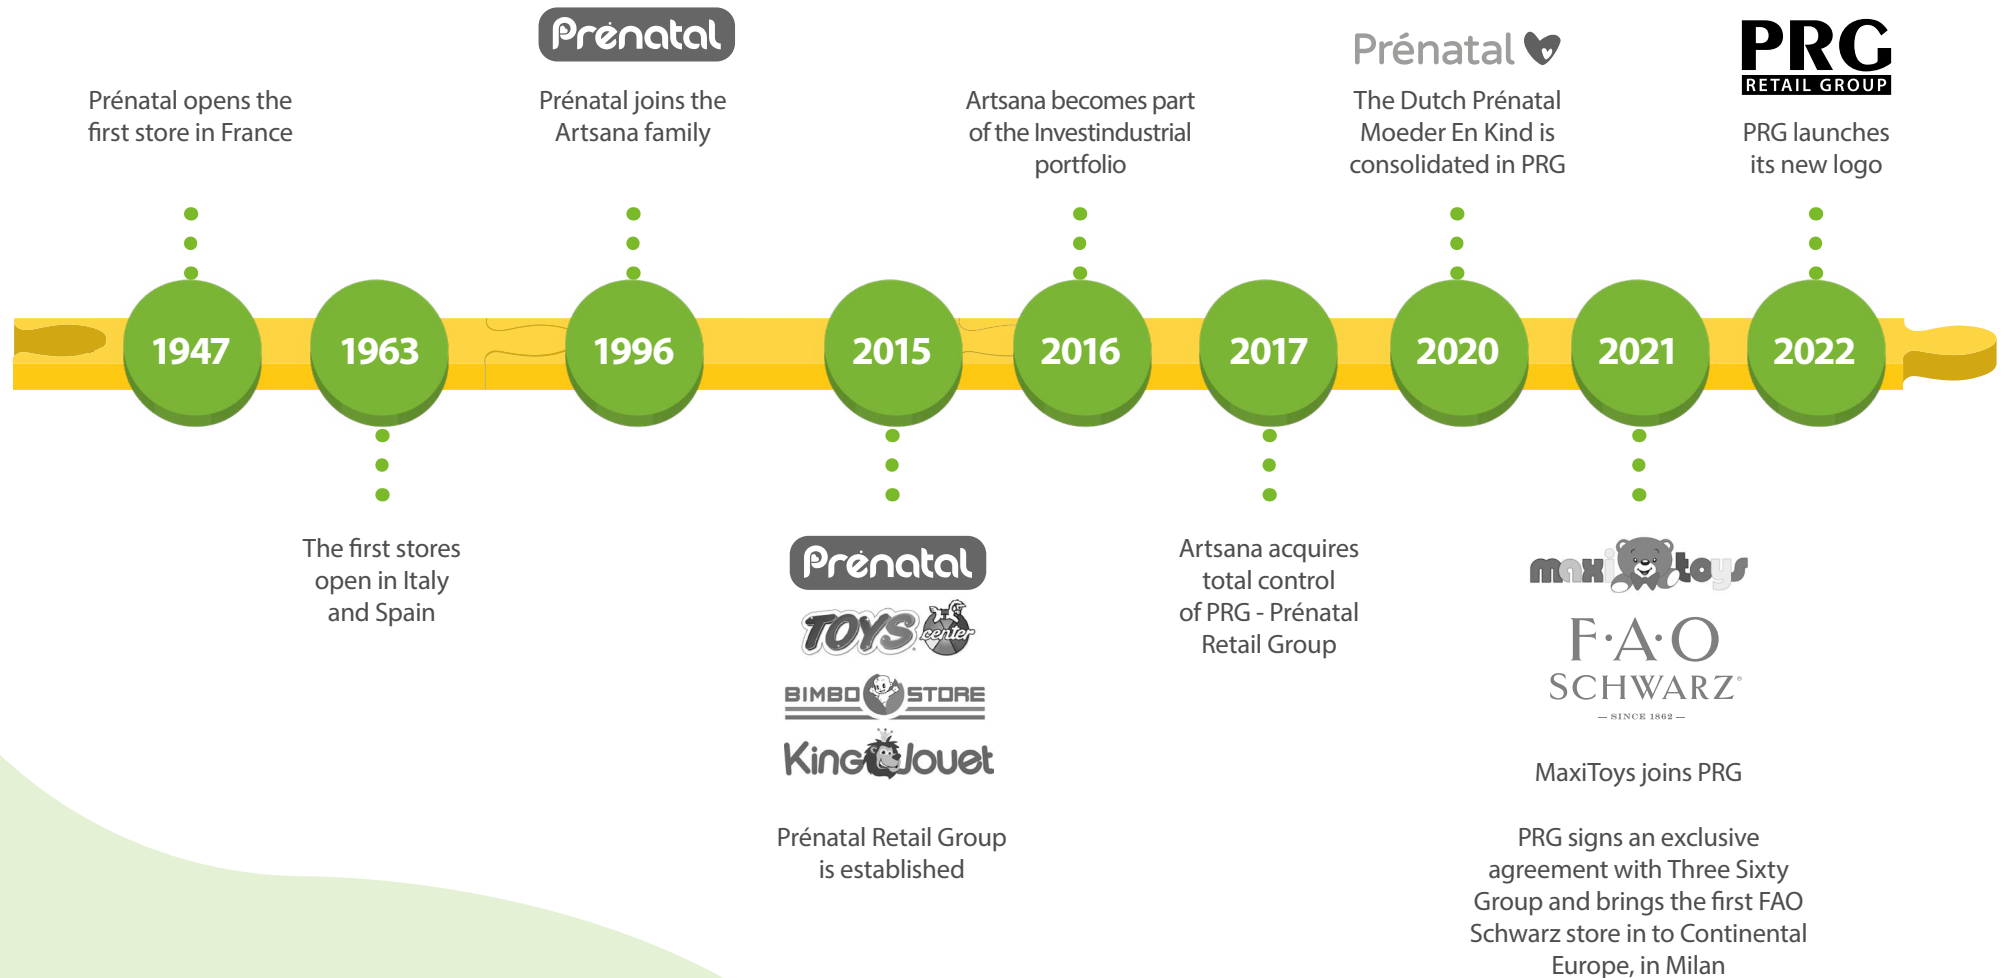 Prénatal
Prénatal opens the
first store in France
Prénatal joins the
Artsana family
Artsana becomes part
of the Investindustrial
portfolio
Prénatal
The Dutch Prénatal
Moeder En Kind is
consolidated in PRG
PRG
RETAIL GROUP
PRG launches
its new logo
1947
1963
1996
2015
2016
2017
2020
2021
2022
The first stores
open in Italy
and Spain
Prénatal
TOYS center
BIMBO STORE
King Jouet
Prénatal Retail Group
is established
Artsana acquires
total control
of PRG - Prénatal
Retail Group
maxi toys
F·A·O
SCHWARZ®
— SINCE 1862 —
MaxiToys joins PRG
PRG signs an exclusive
agreement with Three Sixty
Group and brings the first FAO
Schwarz store in to Continental
Europe, in Milan